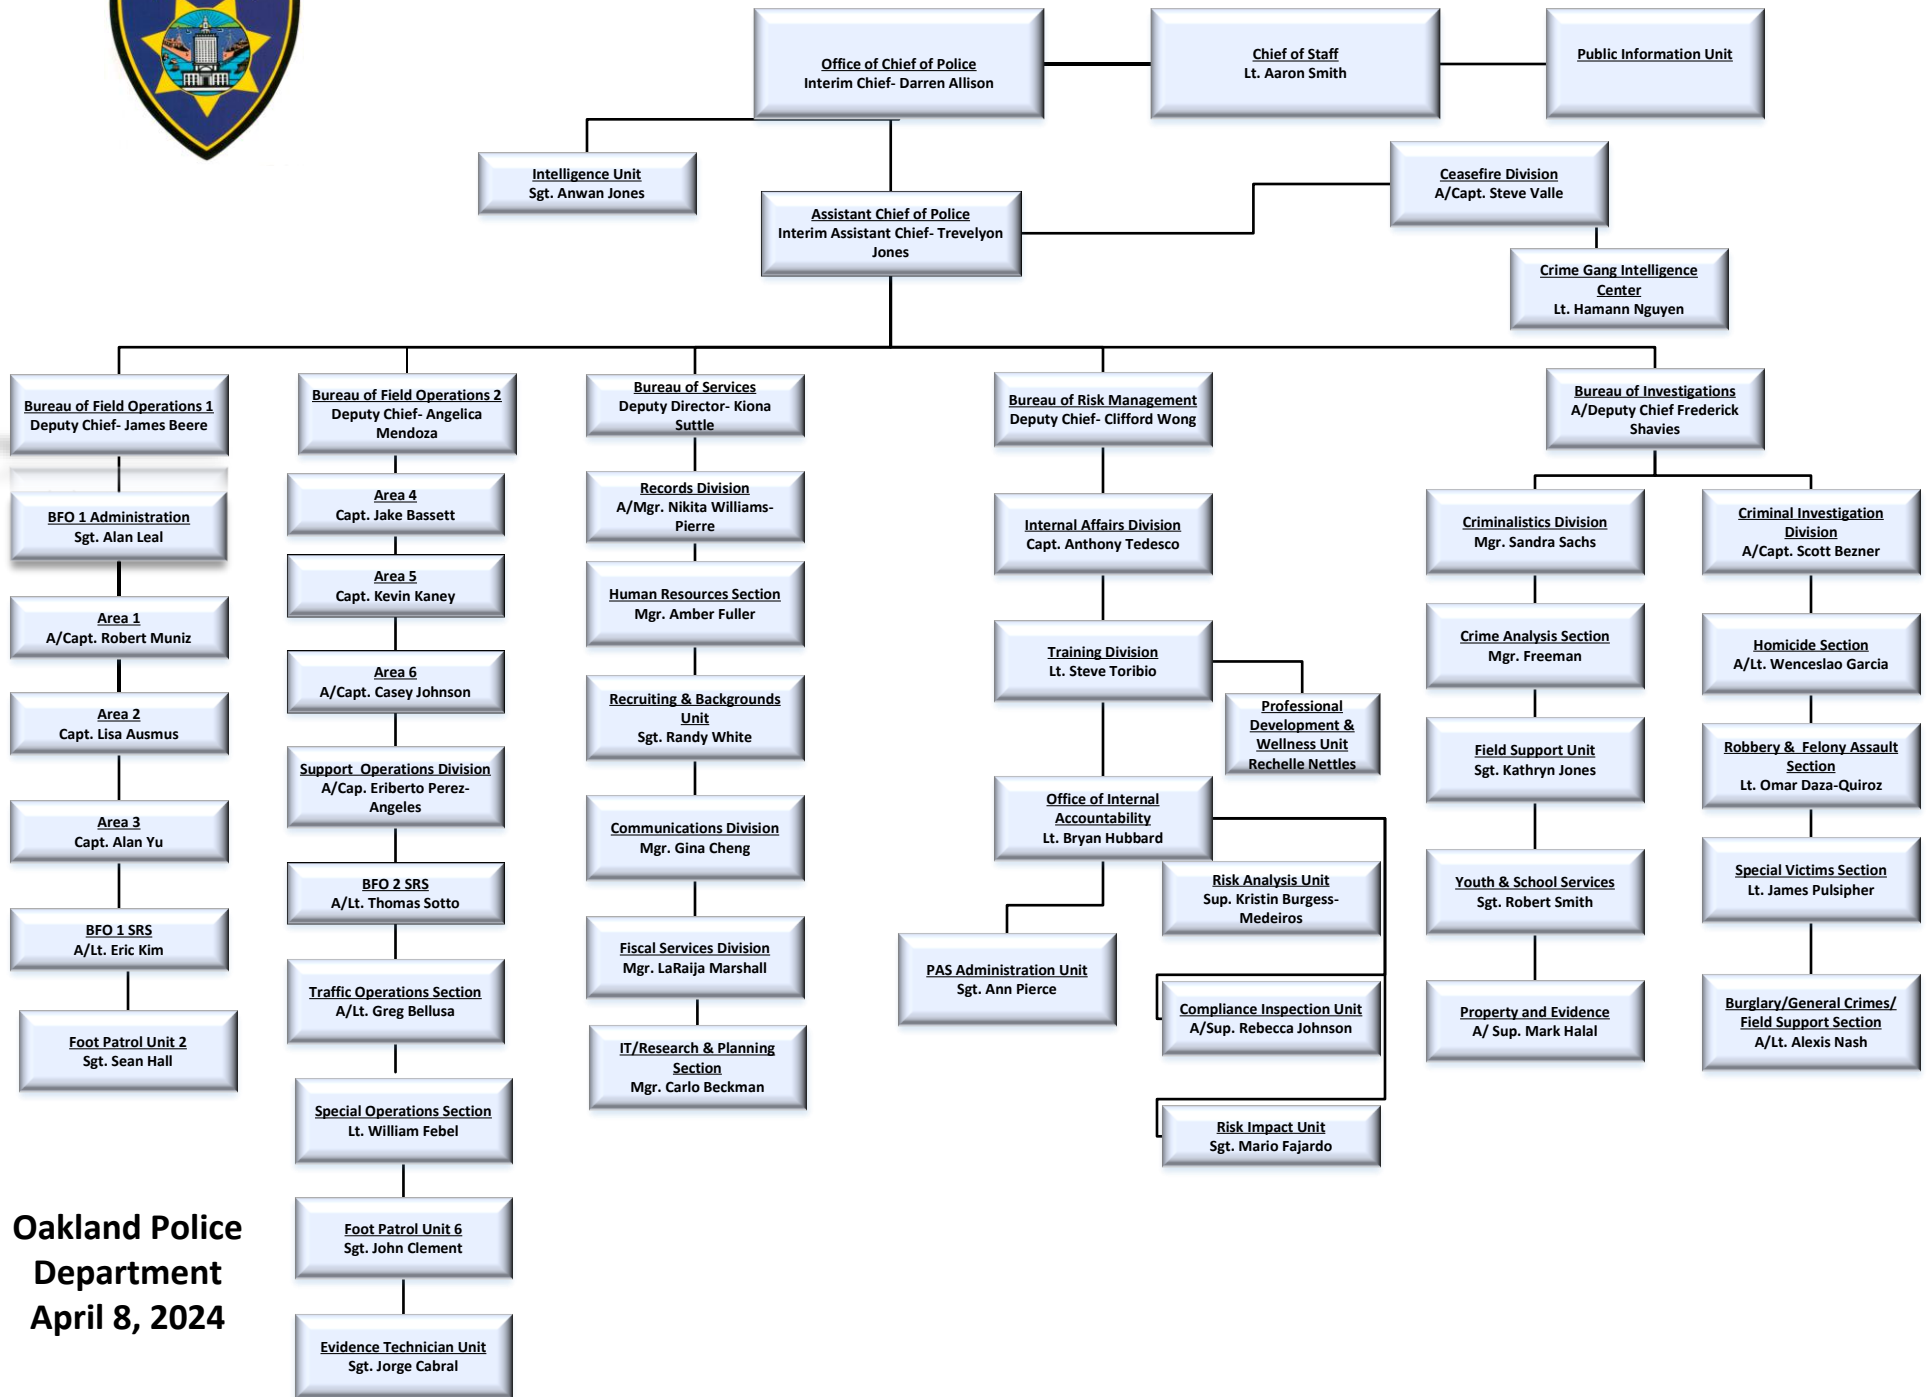 Office of Chief of Police
Interim Chief- Darren Allison
Chief of Staff
Lt. Aaron Smith
Public Information Unit
Intelligence Unit
Sgt. Anwan Jones
Ceasefire Division
A/Capt. Steve Valle
Assistant Chief of Police
Interim Assistant Chief- Trevelyon
Jones
Crime Gang Intelligence
Center
Lt. Hamann Nguyen
Bureau of Field Operations 1
Deputy Chief- James Beere
BFO 1 Administration
Sgt. Alan Leal
Area 1
A/Capt. Robert Muniz
Area 2
Capt. Lisa Ausmus
Area 3
Capt. Alan Yu
BFO 1 SRS
A/Lt. Eric Kim
Foot Patrol Unit 2
Sgt. Sean Hall
Bureau of Field Operations 2
Deputy Chief- Angelica
Mendoza
Area 4
Capt. Jake Bassett
Area 5
Capt. Kevin Kaney
Area 6
A/Capt. Casey Johnson
Support  Operations Division
A/Cap. Eriberto Perez-
Angeles
BFO 2 SRS
A/Lt. Thomas Sotto
Traffic Operations Section
A/Lt. Greg Bellusa
Special Operations Section
Lt. William Febel
Foot Patrol Unit 6
Sgt. John Clement
Evidence Technician Unit
Sgt. Jorge Cabral
Bureau of Services
Deputy Director- Kiona
Suttle
Records Division
A/Mgr. Nikita Williams-
Pierre
Human Resources Section
Mgr. Amber Fuller
Recruiting & Backgrounds
Unit
Sgt. Randy White
Communications Division
Mgr. Gina Cheng
Fiscal Services Division
Mgr. LaRaija Marshall
IT/Research & Planning
Section
Mgr. Carlo Beckman
Bureau of Risk Management
Deputy Chief- Clifford Wong
Internal Affairs Division
Capt. Anthony Tedesco
Training Division
Lt. Steve Toribio
Professional
Development &
Wellness Unit
Rechelle Nettles
Office of Internal
Accountability
Lt. Bryan Hubbard
Risk Analysis Unit
Sup. Kristin Burgess-
Medeiros
PAS Administration Unit
Sgt. Ann Pierce
Compliance Inspection Unit
A/Sup. Rebecca Johnson
Risk Impact Unit
Sgt. Mario Fajardo
Bureau of Investigations
A/Deputy Chief Frederick
Shavies
Criminalistics Division
Mgr. Sandra Sachs
Crime Analysis Section
Mgr. Freeman
Field Support Unit
Sgt. Kathryn Jones
Youth & School Services
Sgt. Robert Smith
Property and Evidence
A/ Sup. Mark Halal
Criminal Investigation
Division
A/Capt. Scott Bezner
Homicide Section
A/Lt. Wenceslao Garcia
Robbery &  Felony Assault
Section
Lt. Omar Daza-Quiroz
Special Victims Section
Lt. James Pulsipher
Burglary/General Crimes/
Field Support Section
A/Lt. Alexis Nash
Oakland Police
Department
April 8, 2024